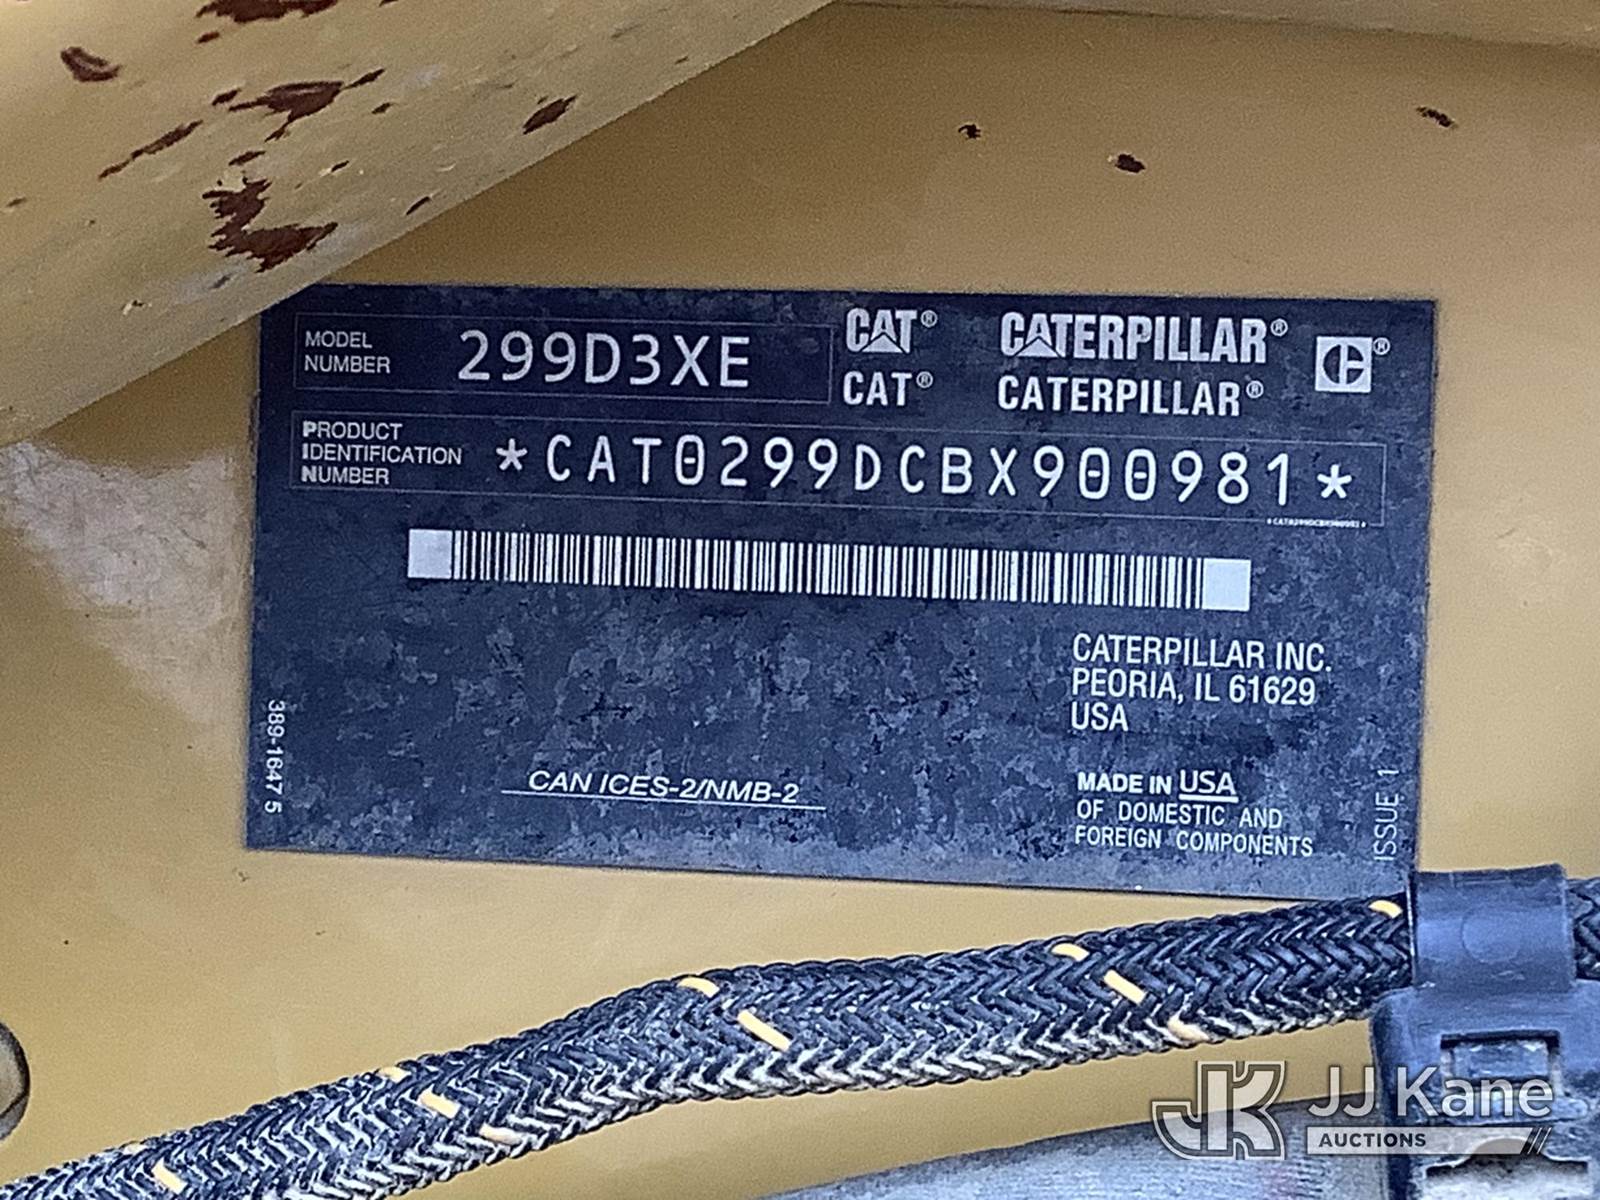 MODEL NUMBER 299D3XE
CAT® CATERPILLAR®
CAT® CATERPILLAR®
PRODUCT IDENTIFICATION NUMBER *CAT0299DCBX900981*
*CAT0299DCBX900981*
CATERPILLAR INC.
PEORIA, IL 61629
USA
389-1647 5
CAN ICES-2/NMB-2
MADE IN USA
OF DOMESTIC AND
FOREIGN COMPONENTS
ISSUE 1
JK JJ Kane
AUCTIONS